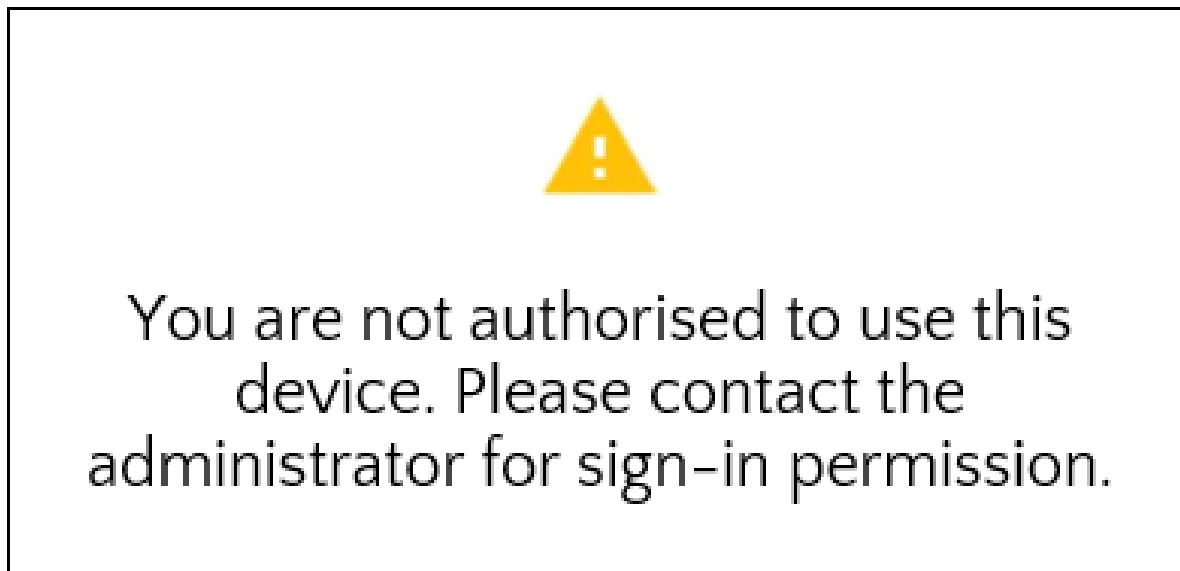 You are not authorised to use this
device. Please contact the
administrator for sign-in permission.